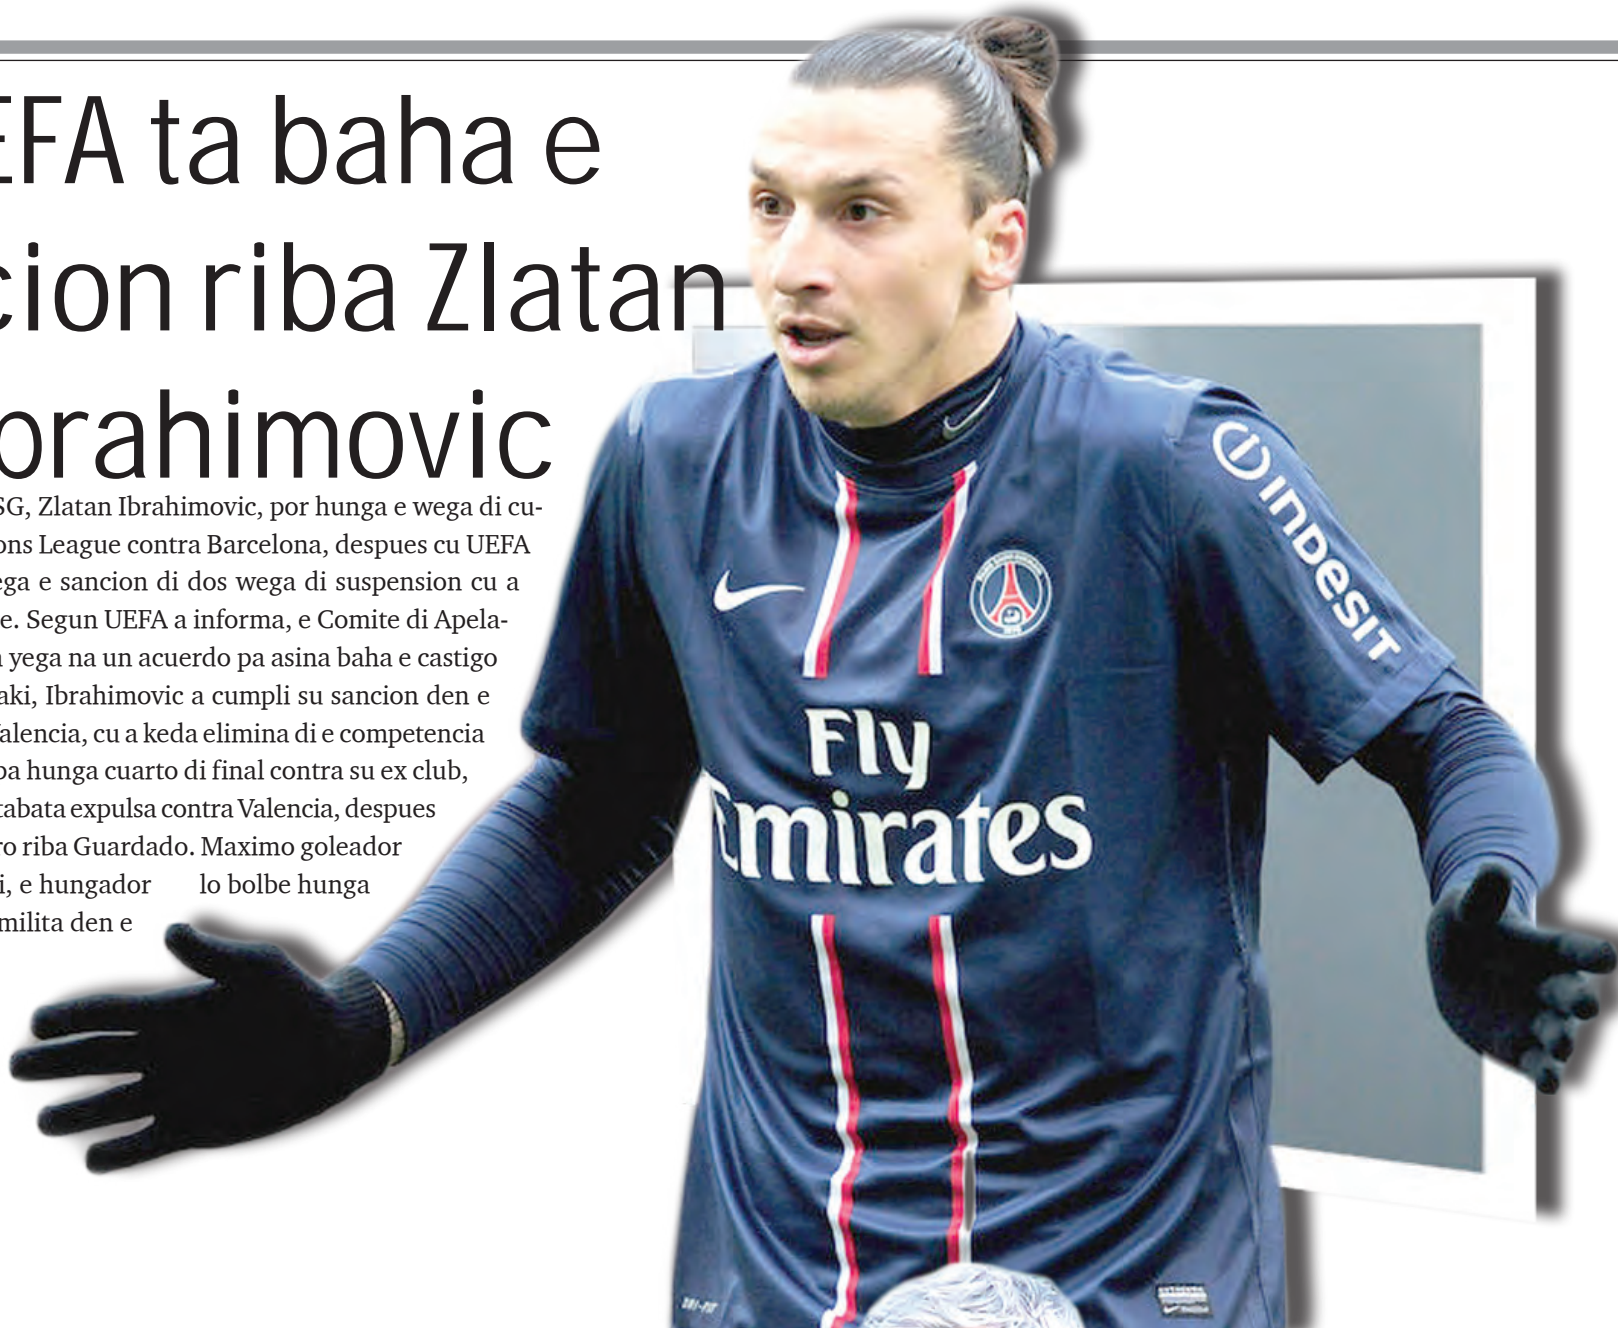 EFA ta baha e
cion riba Zlatan
brahimovic
SG, Zlatan Ibrahimovic, por hunga e wega di cu-
ons League contra Barcelona, despues cu UEFA
ega e sancion di dos wega di suspension cu a
e. Segun UEFA a informa, e Comite di Apela-
yega na un acuerdo pa asina baha e castigo
aki, Ibrahimovic a cumpli su sancion den e
Valencia, cu a keda elimina di e competencia
pa hunga cuarto di final contra su ex club,
tabata expulsa contra Valencia, despues
ro riba Guardado. Maximo goleador
i, e hungador lo bolbe hunga
milita den e
INDESIT
Fly
Emirates
DRI-FIT